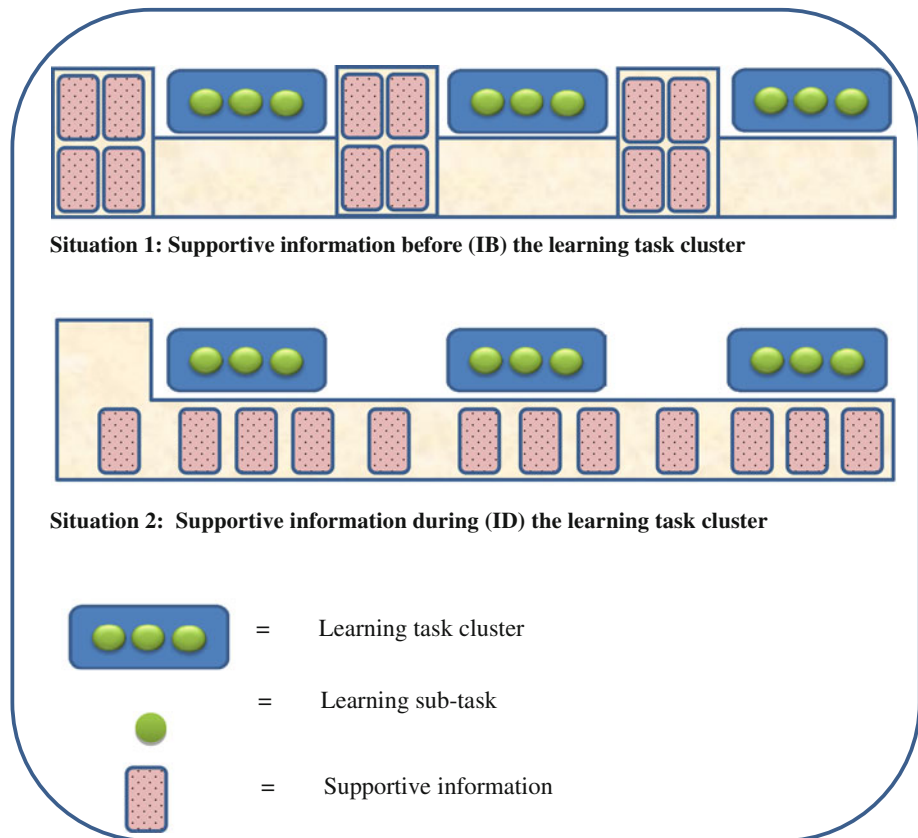 Situation 1: Supportive information before (IB) the learning task cluster
Situation 2: Supportive information during (ID) the learning task cluster
= Learning task cluster
= Learning sub-task
= Supportive information